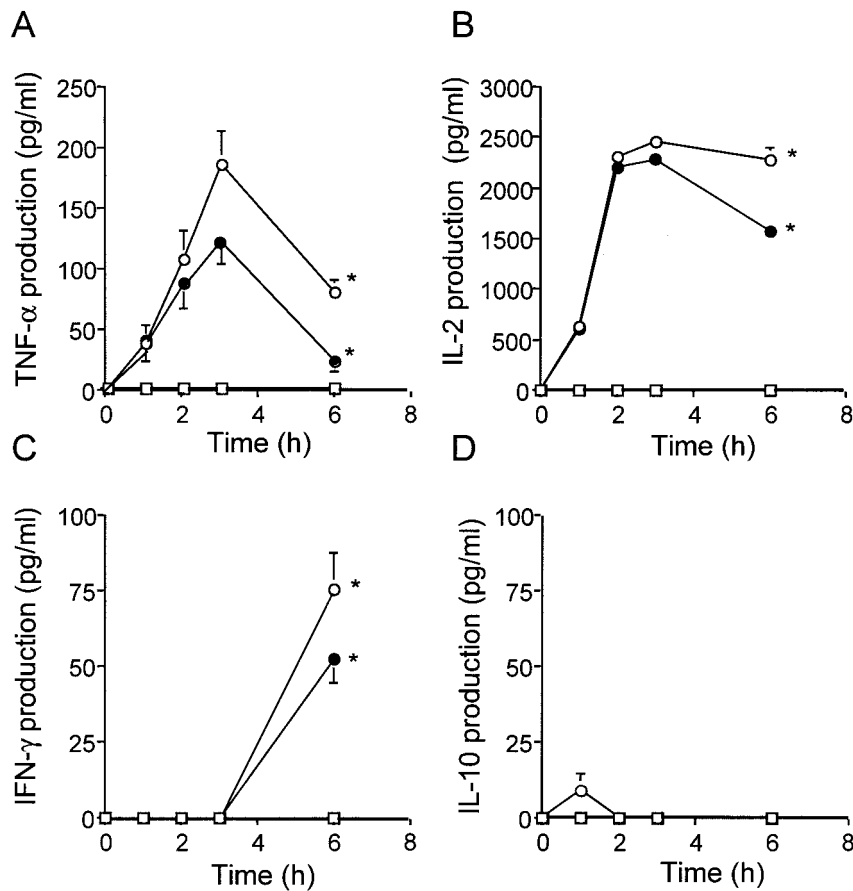 A
TNF-α production (pg/ml)
250
200
150
100
50
0
0 2 4 6 8
Time (h)
*
*
B
IL-2 production (pg/ml)
3000
2500
2000
1500
1000
500
0
0 2 4 6 8
Time (h)
*
*
C
IFN-γ production (pg/ml)
100
75
50
25
0
0 2 4 6 8
Time (h)
*
*
D
IL-10 production (pg/ml)
100
75
50
25
0
0 2 4 6 8
Time (h)